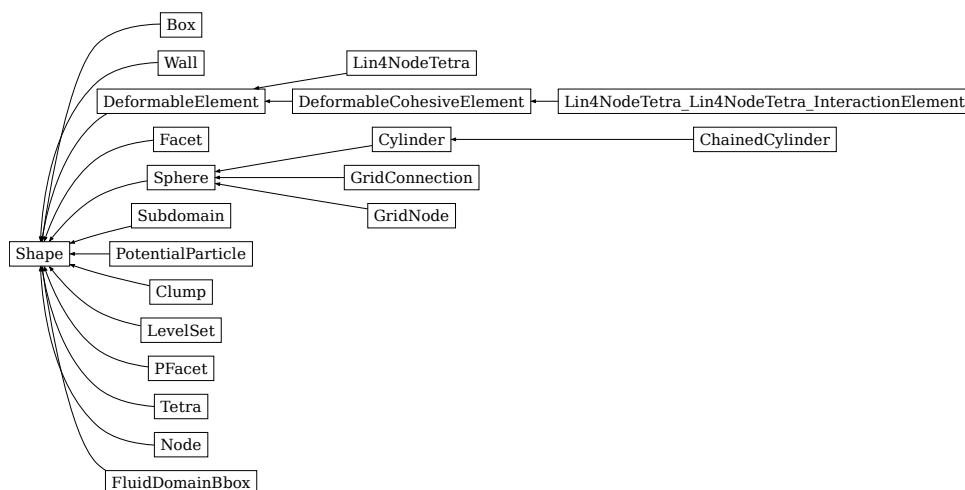 Box
Wall
Lin4NodeTetra
DeformableElement
DeformableCohesiveElement
Lin4NodeTetra_Lin4NodeTetra_InteractionElement
Facet
Cylinder
ChainedCylinder
Sphere
GridConnection
Subdomain
GridNode
Shape
PotentialParticle
Clump
LevelSet
PFacet
Tetra
Node
FluidDomainBbox